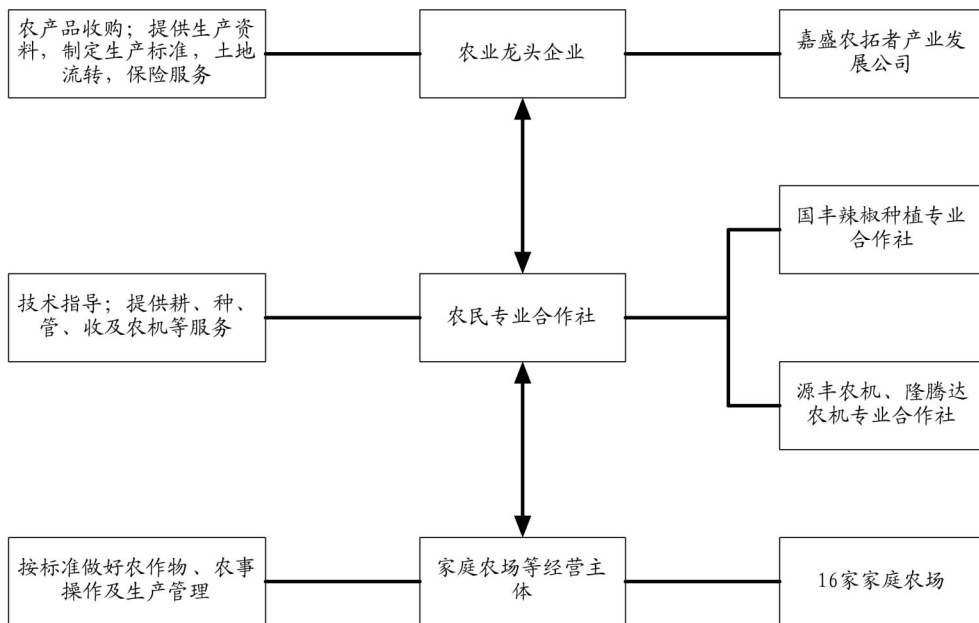 农产品收购；提供生产资
料，制定生产标准，土地
流转，保险服务
农业龙头企业
嘉盛农拓者产业发
展公司
国丰辣椒种植专业
合作社
技术指导；提供耕、种、
管、收及农机等服务
农民专业合作社
源丰农机、隆腾达
农机专业合作社
按标准做好农作物、农事
操作及生产管理
家庭农场等经营主
体
16家家庭农场